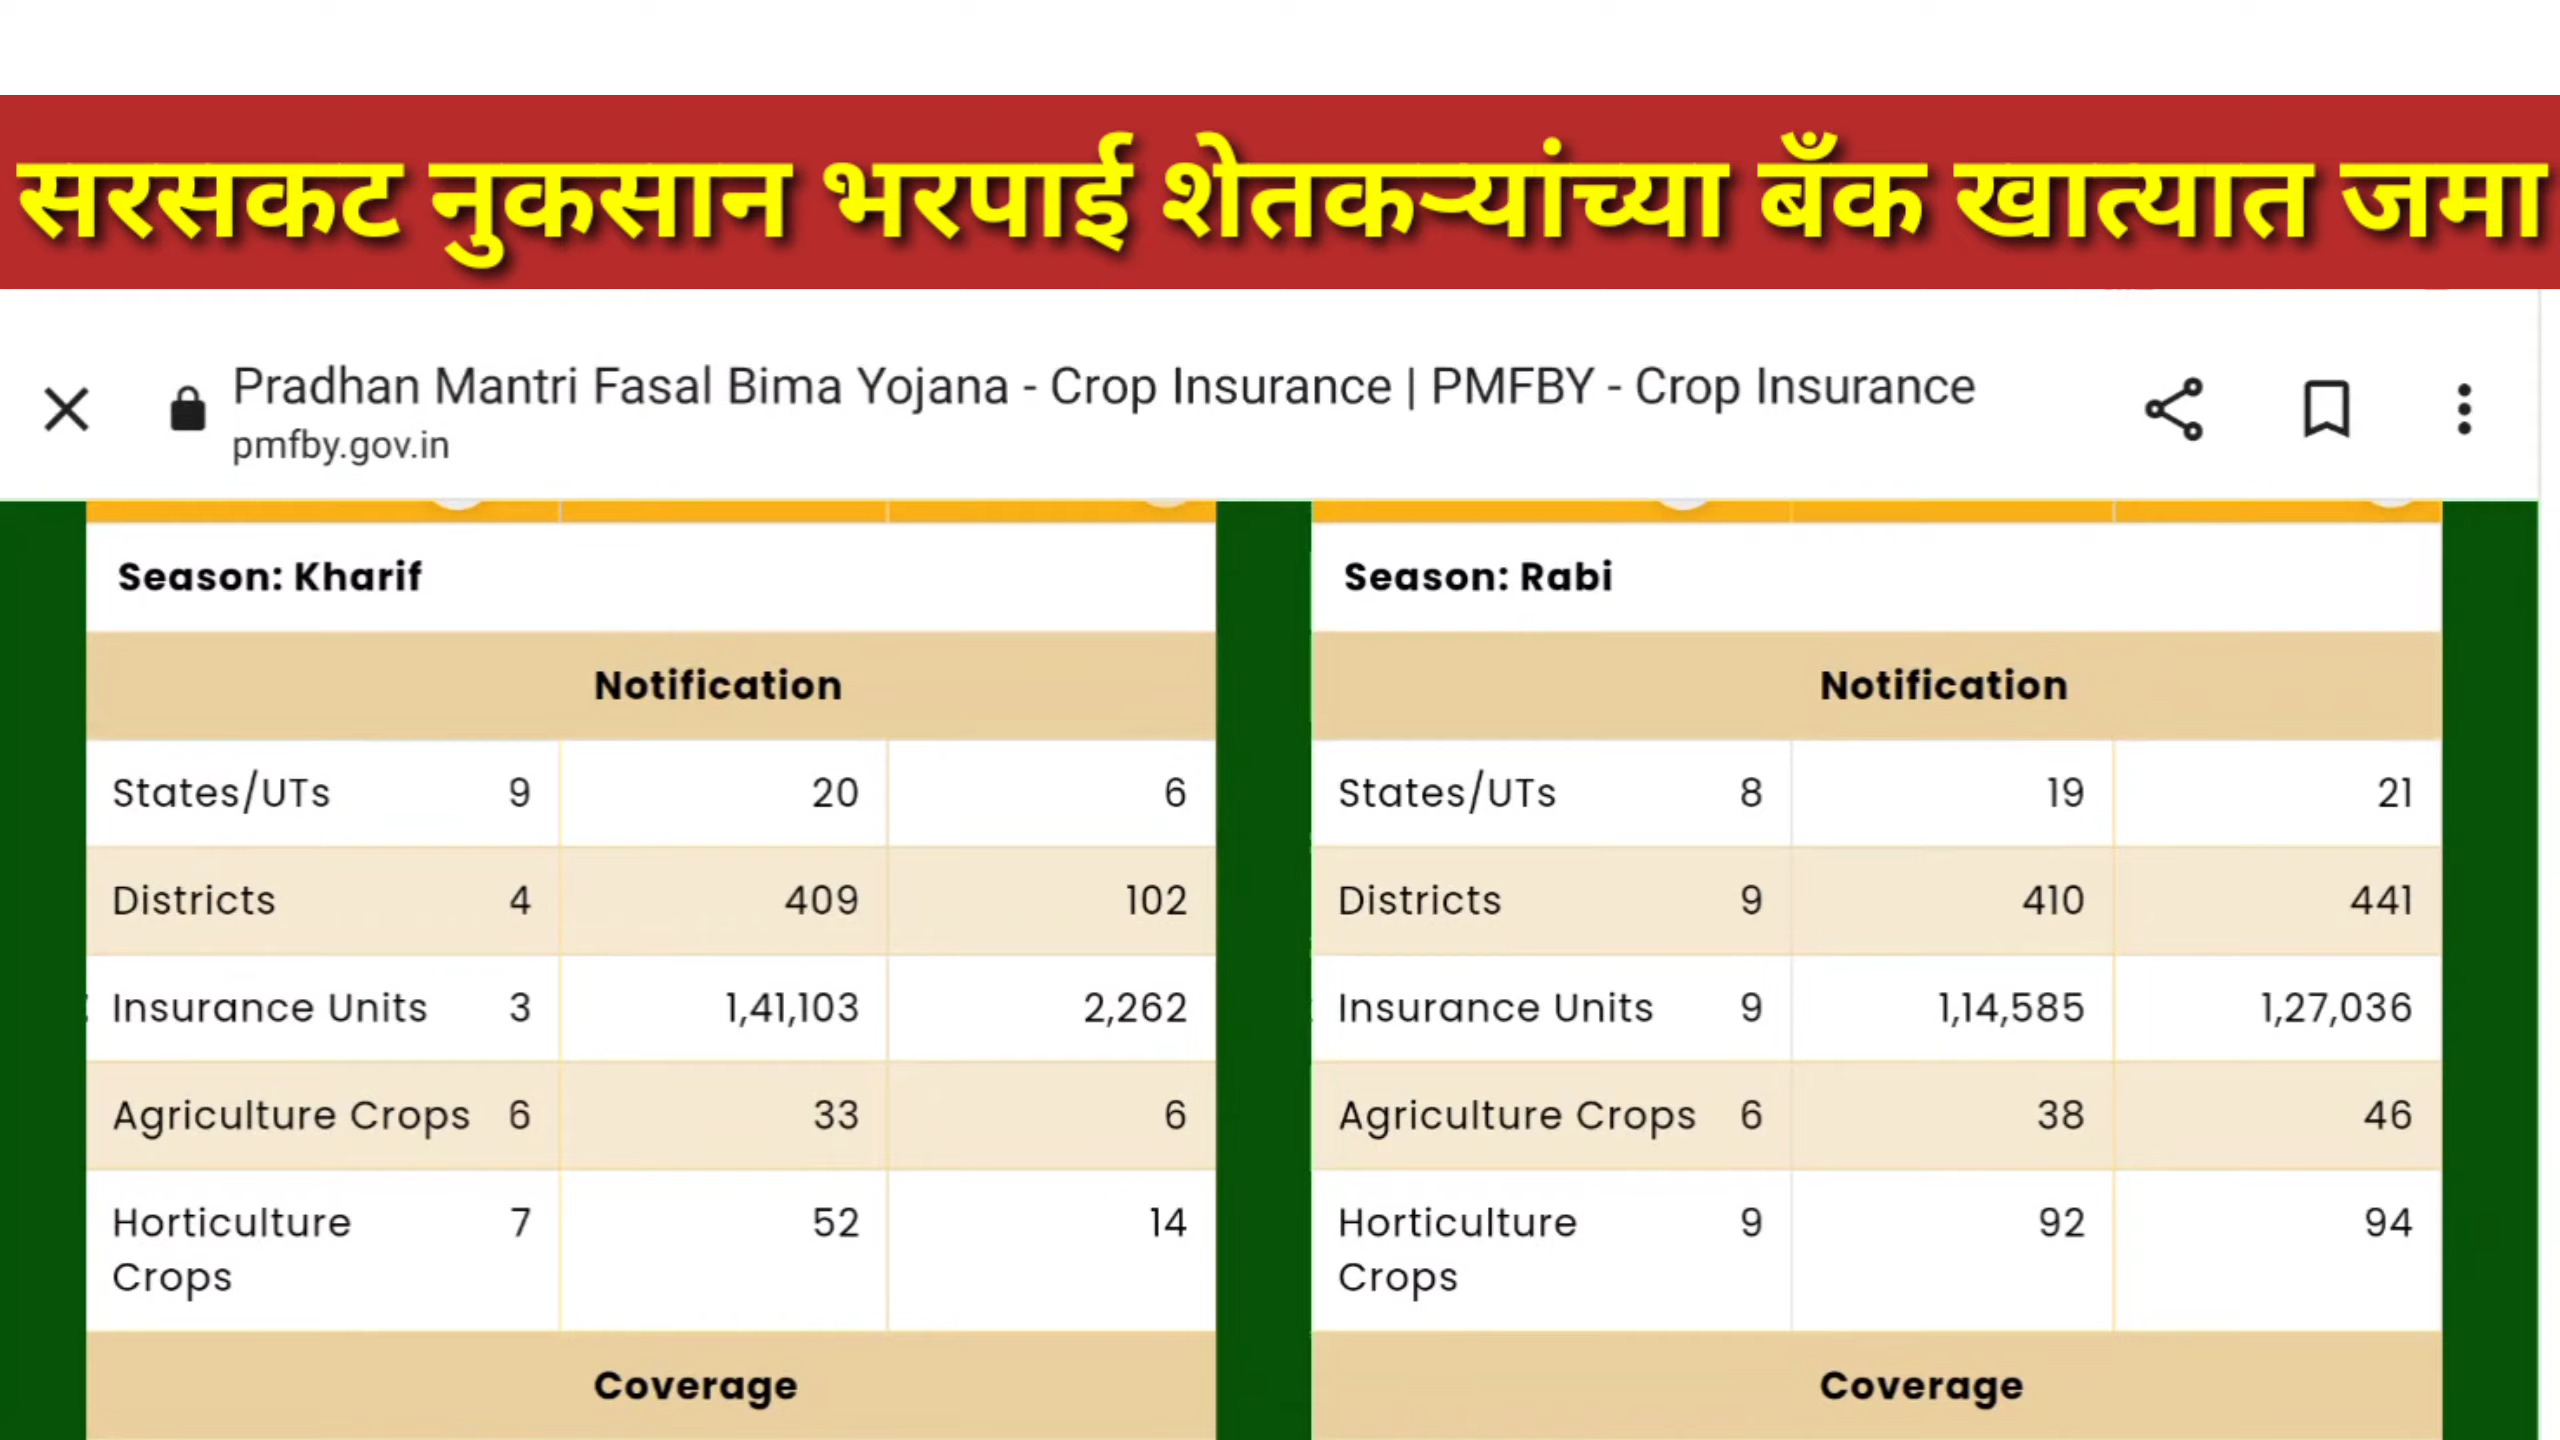 सरसकट नुकसान भरपाई शेतकऱ्यांच्या बँक खात्यात जमा
Pradhan Mantri Fasal Bima Yojana - Crop Insurance | PMFBY - Crop Insurance
pmfby.gov.in
Season: Kharif
Notification
States/UTs 9 20 6
Districts 4 409 102
Insurance Units 3 1,41,103 2,262
Agriculture Crops 6 33 6
Horticulture 7 52 14
Crops
Coverage
Season: Rabi
Notification
States/UTs 8 19 21
Districts 9 410 441
Insurance Units 9 1,14,585 1,27,036
Agriculture Crops 6 38 46
Horticulture 9 92 94
Crops
Coverage